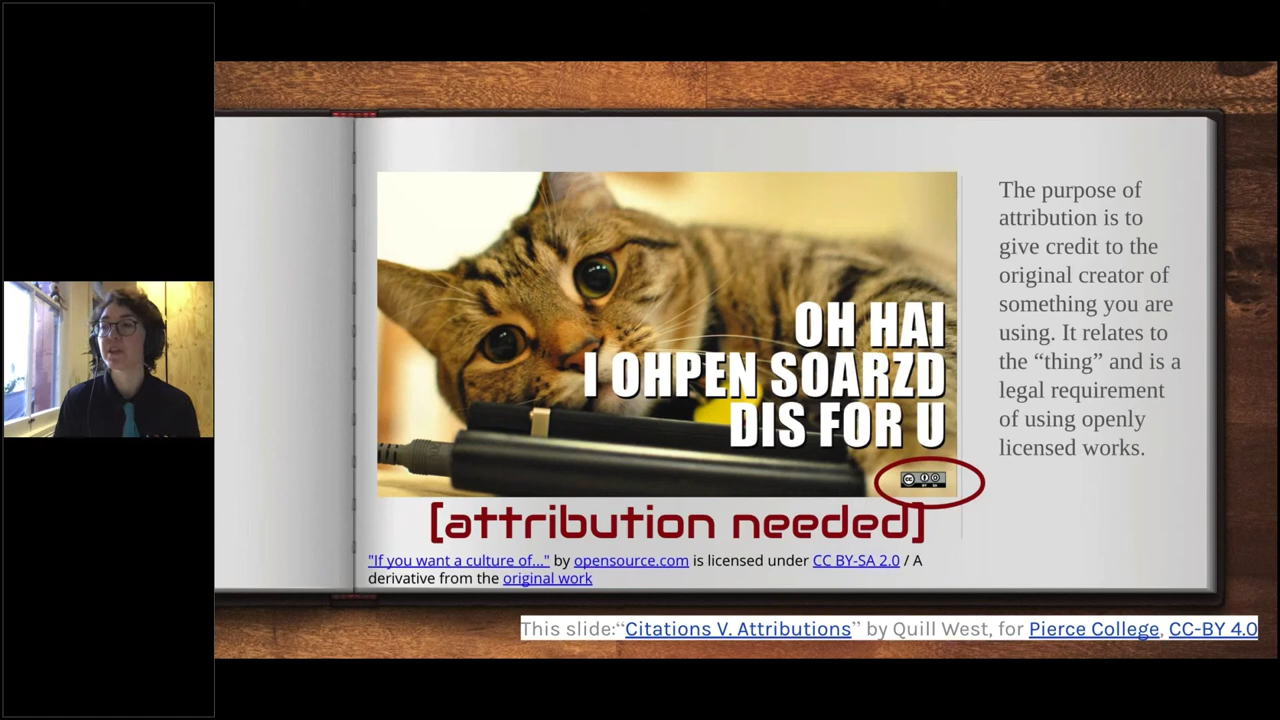 OH HAI
I OHPEN SOARZD
DIS FOR U
cc
BY SA
[attribution needed]
"If you want a culture of..." by opensource.com is licensed under CC BY-SA 2.0 / A
derivative from the original work
The purpose of
attribution is to
give credit to the
original creator of
something you are
using. It relates to
the “thing” and is a
legal requirement
of using openly
licensed works.
This slide:“Citations V. Attributions” by Quill West, for Pierce College, CC-BY 4.0